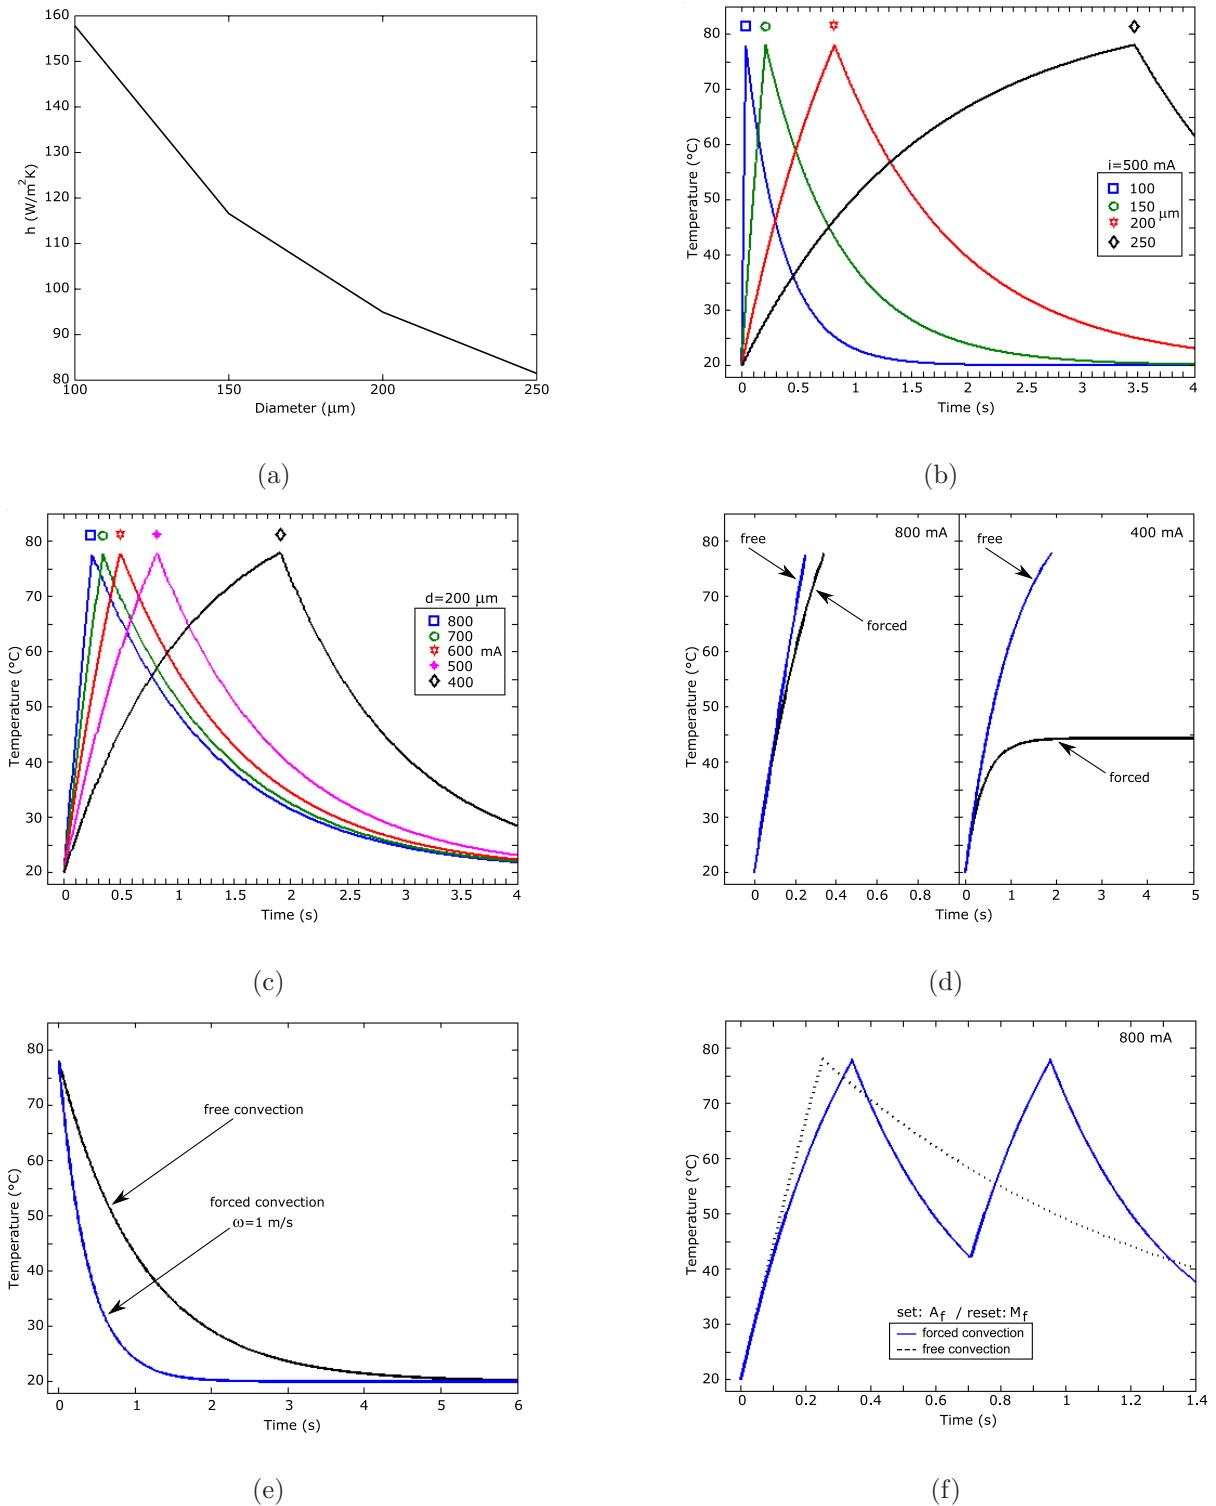 160
150
140
130
120
110
100
90
80
h (W/m²K)
100
150
200
250
Diameter (μm)
(a)
80
70
60
50
40
30
20
Temperature (°C)
i=500 mA
100
150
200
250
μm
0
0.5
1
1.5
2
2.5
3
3.5
4
Time (s)
(b)
80
70
60
50
40
30
20
Temperature (°C)
d=200 μm
800
700
600 mA
500
400
0
0.5
1
1.5
2
2.5
3
3.5
4
Time (s)
(c)
80
70
60
50
40
30
20
Temperature (°C)
free
800 mA
forced
400 mA
free
forced
0
0.2
0.4
0.6
0.8
0
1
2
3
4
5
Time (s)
(d)
80
70
60
50
40
30
20
Temperature (°C)
free convection
forced convection
ω=1 m/s
0
1
2
3
4
5
6
Time (s)
(e)
80
70
60
50
40
30
20
Temperature (°C)
800 mA
set: A_f / reset: M_f
forced convection
free convection
0
0.2
0.4
0.6
0.8
1
1.2
1.4
Time (s)
(f)